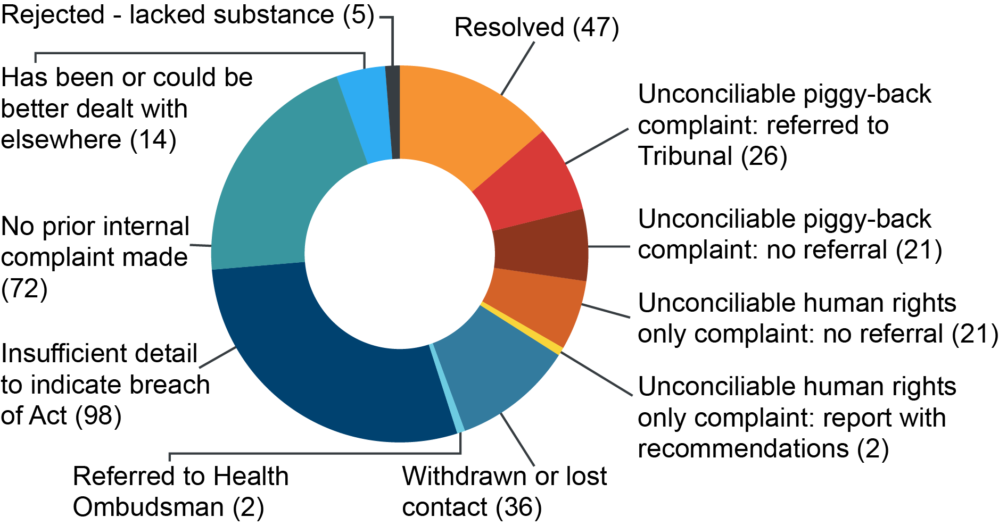 Rejected - lacked substance (5)
Resolved (47)
Has been or could be
better dealt with
elsewhere (14)
Unconciliable piggy-back
complaint: referred to
Tribunal (26)
No prior internal
complaint made
(72)
Unconciliable piggy-back
complaint: no referral (21)
Unconciliable human rights
only complaint: no referral (21)
Insufficient detail
to indicate breach
of Act (98)
Unconciliable human rights
only complaint: report with
recommendations (2)
Referred to Health
Ombudsman (2)
Withdrawn or lost
contact (36)